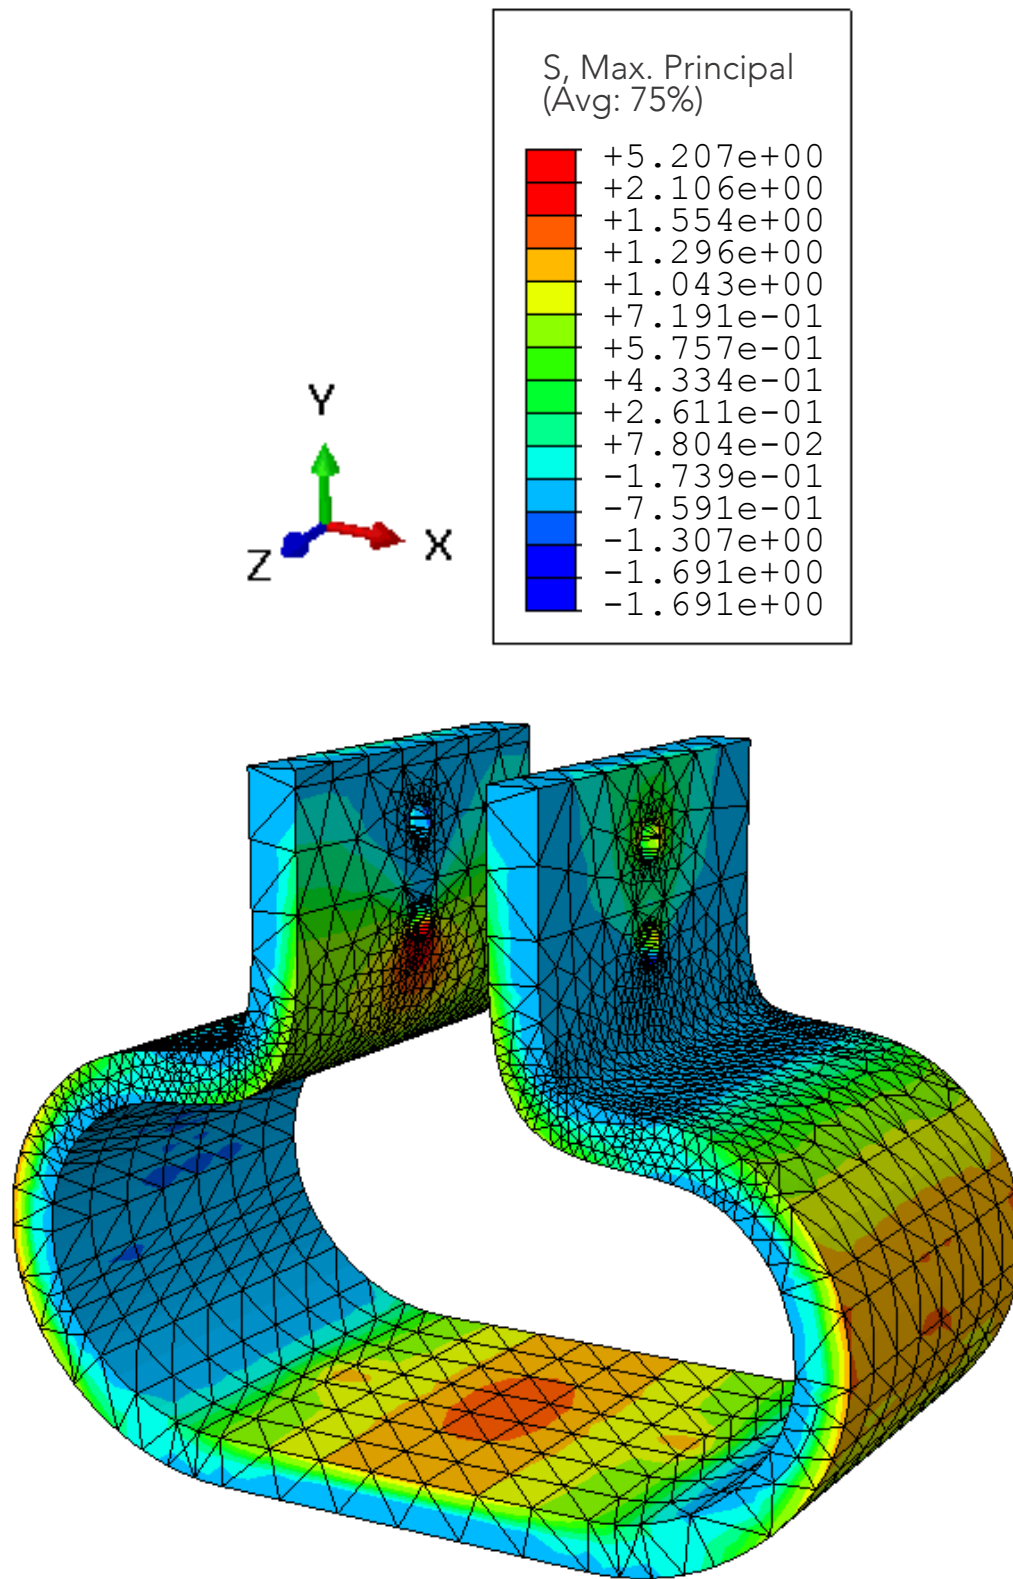 S, Max. Principal
(Avg: 75%)
+5.207e+00
+2.106e+00
+1.554e+00
+1.296e+00
+1.043e+00
+7.191e-01
+5.757e-01
+4.334e-01
+2.611e-01
+7.804e-02
-1.739e-01
-7.591e-01
-1.307e+00
-1.691e+00
-1.691e+00
Y
X
Z